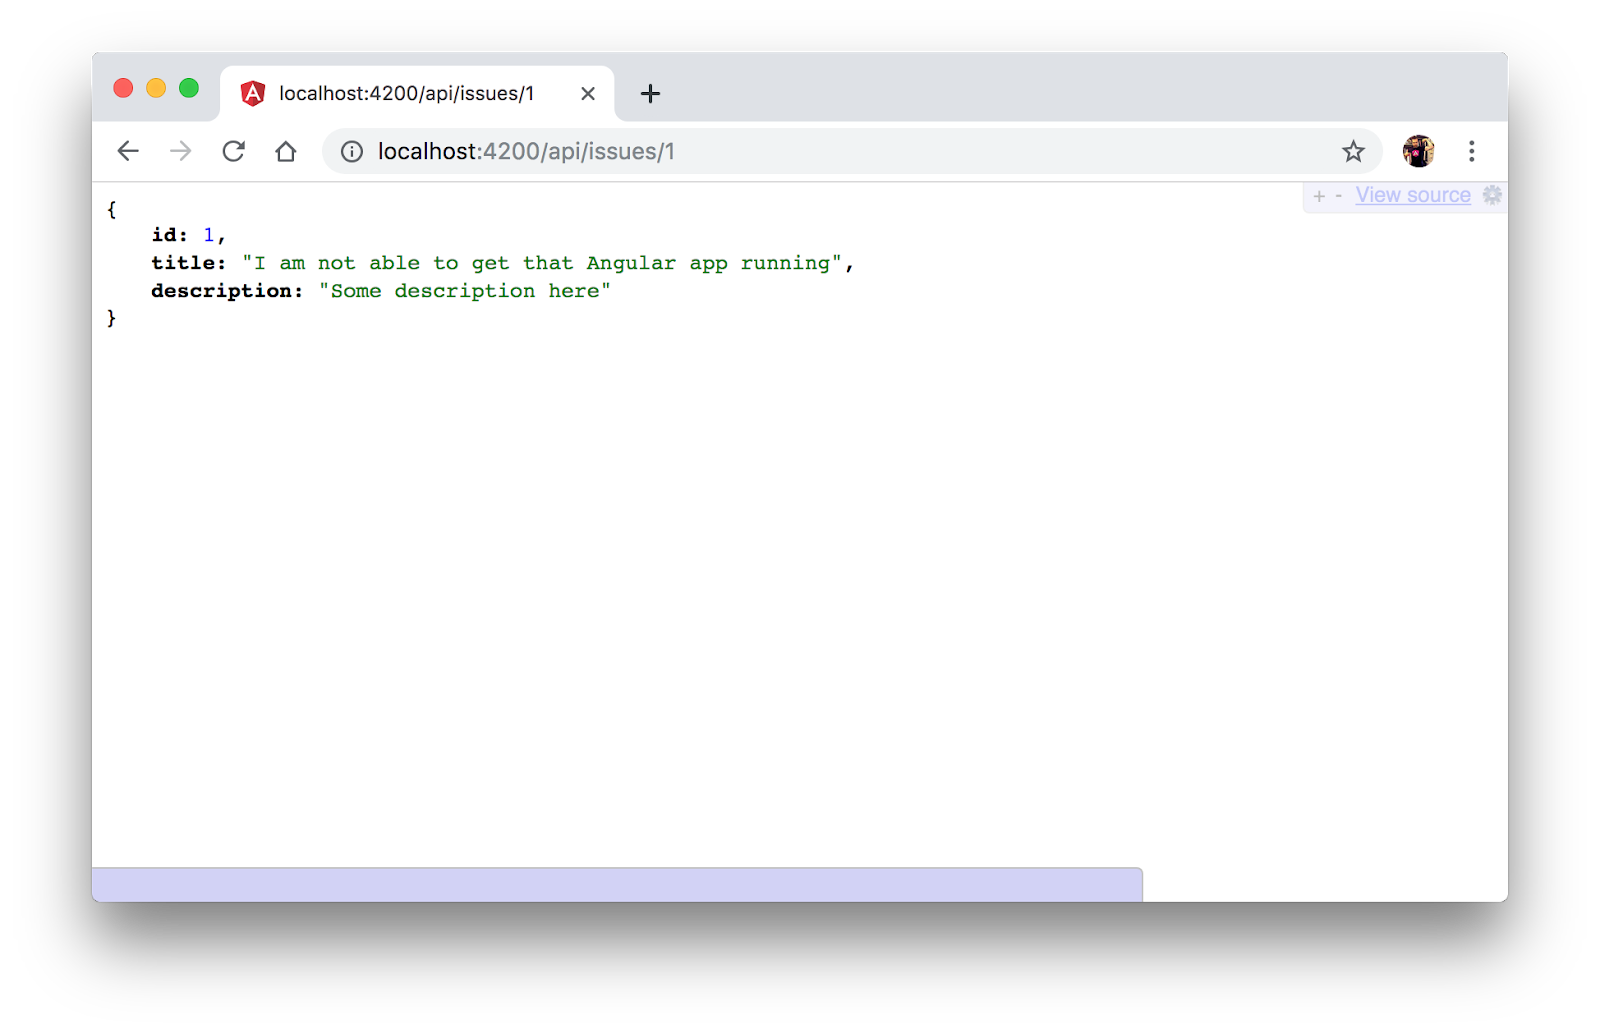 localhost:4200/api/issues/1
localhost:4200/api/issues/1
+ - View source
{
id: 1,
title: "I am not able to get that Angular app running",
description: "Some description here"
}